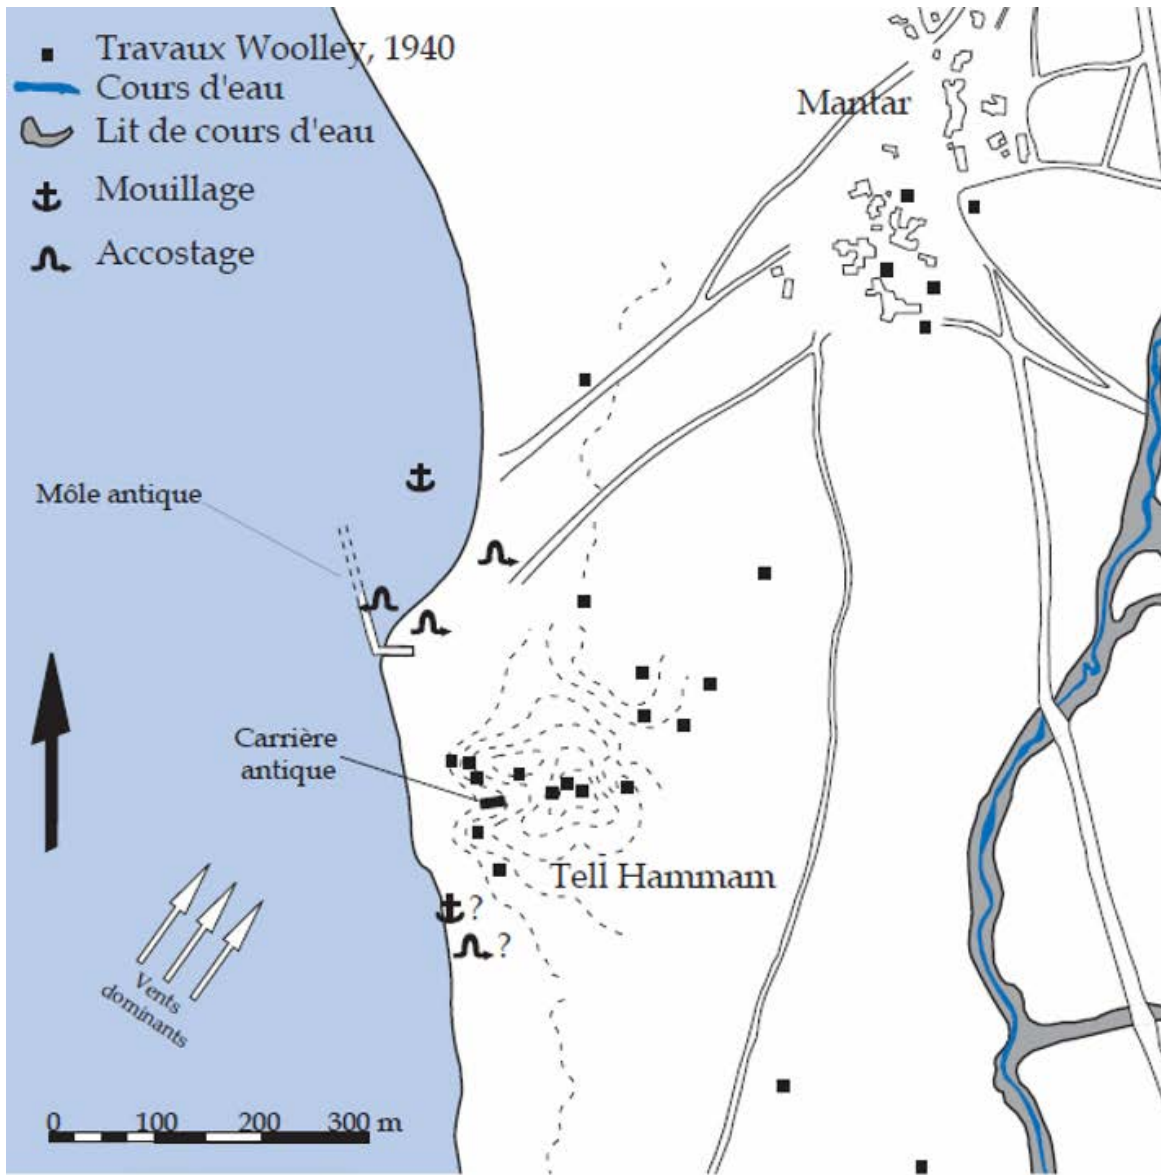 Travaux Woolley, 1940
Cours d'eau
Lit de cours d'eau
Mouillage
Accostage
Mantar
Môle antique
Carrière
antique
Tell Hammam
?
?
Vents
dominants
0 100 200 300 m